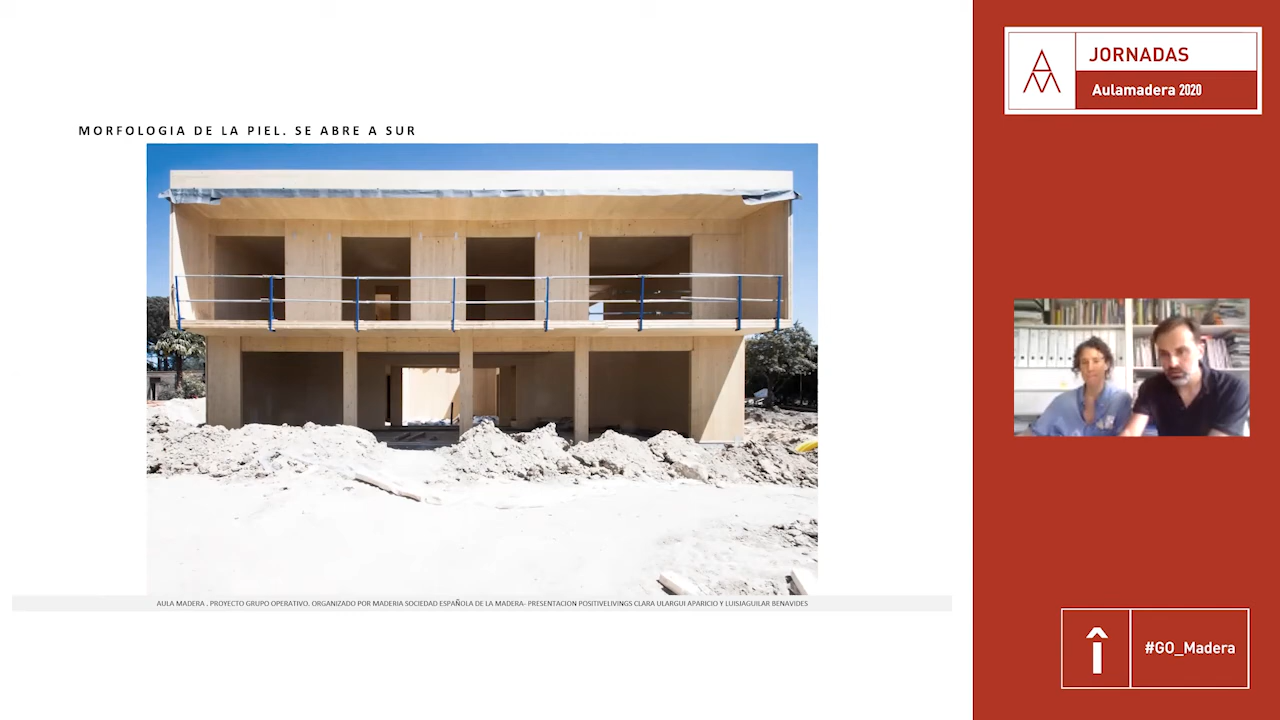 MORFOLOGIA DE LA PIEL. SE ABRE A SUR
AULA MADERA . PROYECTO GRUPO OPERATIVO. ORGANIZADO POR MADERIA SOCIEDAD ESPAÑOLA DE LA MADERA- PRESENTACION POSITIVELIVINGS CLARA ULARGUI APARICIO Y LUISJAGUILAR BENAVIDES
JORNADAS
Aulamadera 2020
#GO_Madera